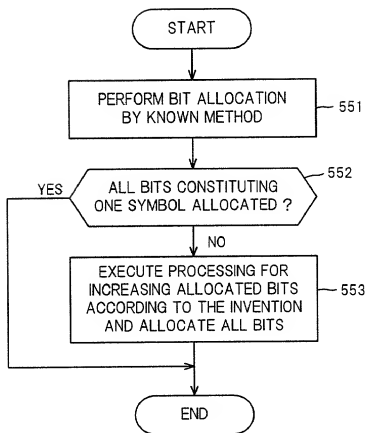 START
PERFORM BIT ALLOCATION
BY KNOWN METHOD
551
552
YES
ALL BITS CONSTITUTING
ONE SYMBOL ALLOCATED ?
NO
EXECUTE PROCESSING FOR
INCREASING ALLOCATED BITS
ACCORDING TO THE INVENTION
AND ALLOCATE ALL BITS
553
END